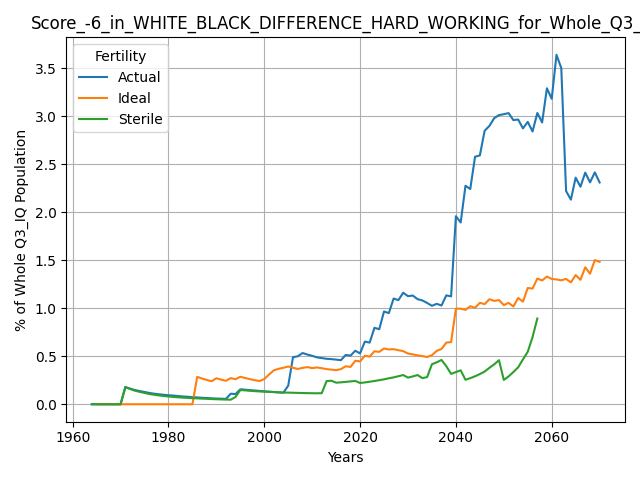 Score_-6_in_WHITE_BLACK_DIFFERENCE_HARD_WORKING_for_Whole_Q3_
Fertility
Actual
Ideal
Sterile
% of Whole Q3_IQ Population
3.5
3.0
2.5
2.0
1.5
1.0
0.5
0.0
1960 1980 2000 2020 2040 2060
Years